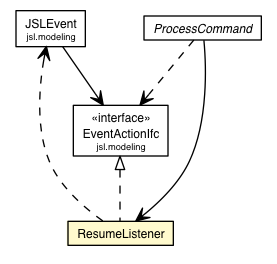 JSLEvent
jsl.modeling
ProcessCommand
«interface»
EventActionIfc
jsl.modeling
ResumeListener